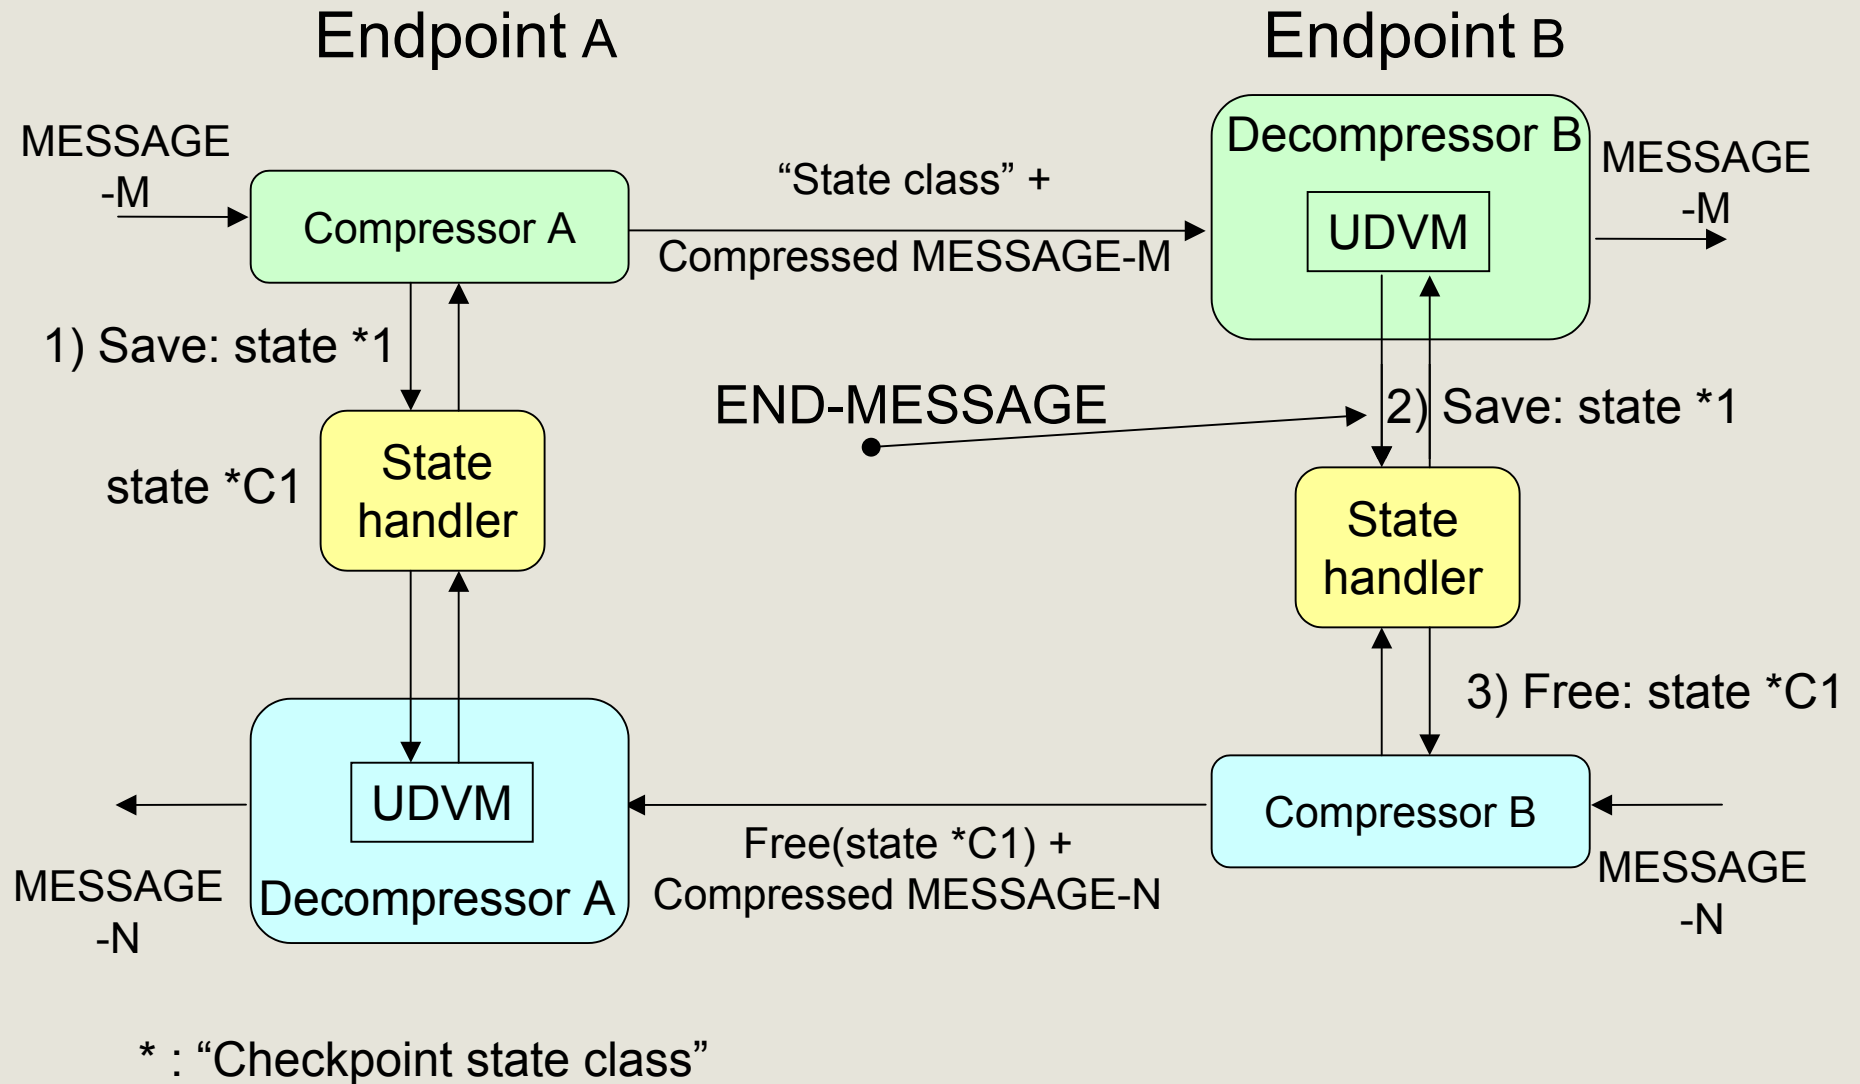 Endpoint A
Endpoint B
MESSAGE
-M
Compressor A
"State class" +
Compressed MESSAGE-M
Decompressor B
UDVM
MESSAGE
-M
1) Save: state *1
END-MESSAGE
2) Save: state *1
state *C1
State
handler
State
handler
3) Free: state *C1
UDVM
Decompressor A
MESSAGE
-N
Free(state *C1) +
Compressed MESSAGE-N
Compressor B
MESSAGE
-N
* : "Checkpoint state class"